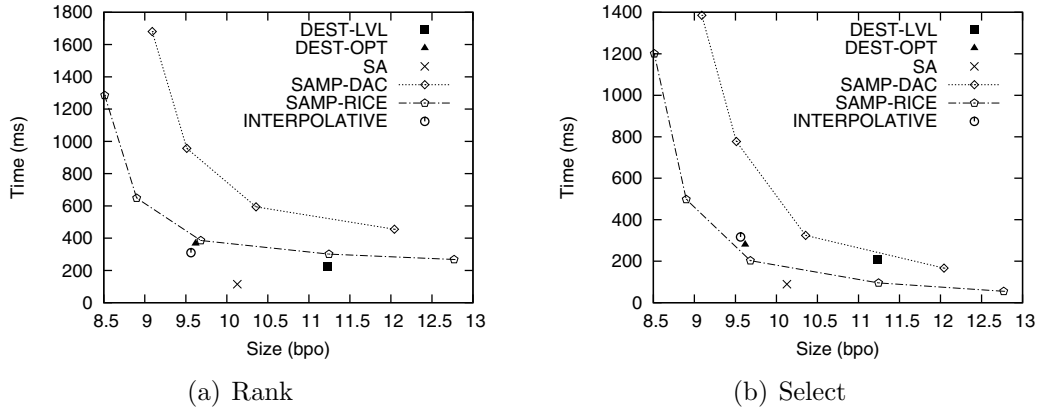 1800
1600
1400
1200
1000
800
600
400
200
0
Time (ms)
DEST-LVL
DEST-OPT
SA
SAMP-DAC
SAMP-RICE
INTERPOLATIVE
8.5 9 9.5 10 10.5 11 11.5 12 12.5 13
Size (bpo)
(a) Rank
1400
1200
1000
800
600
400
200
0
Time (ms)
DEST-LVL
DEST-OPT
SA
SAMP-DAC
SAMP-RICE
INTERPOLATIVE
8.5 9 9.5 10 10.5 11 11.5 12 12.5 13
Size (bpo)
(b) Select